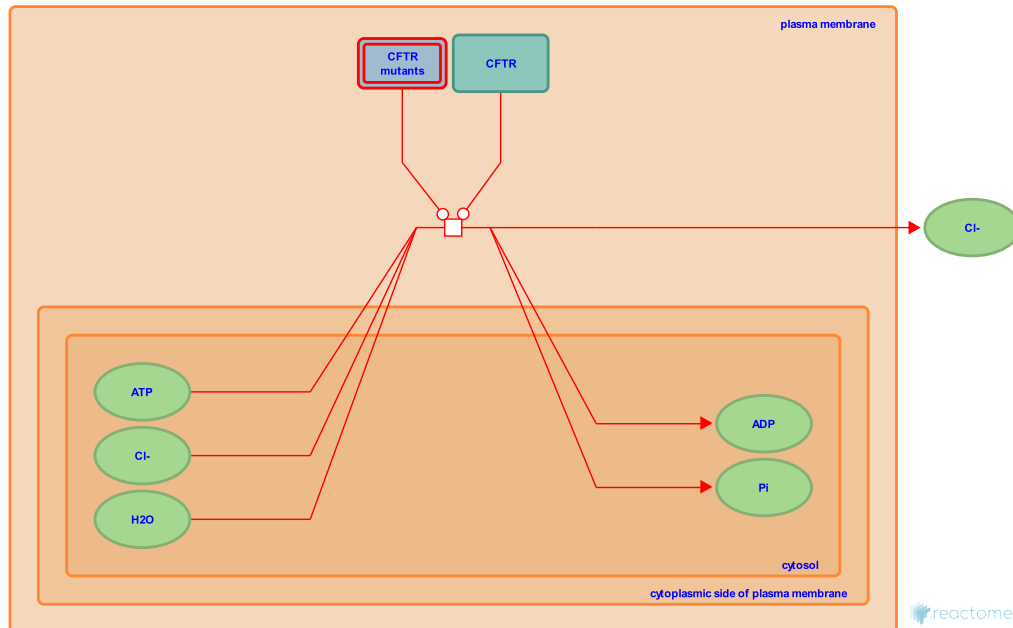 plasma membrane
CFTR
mutants
CFTR
Cl-
ATP
Cl-
H2O
ADP
Pi
cytosol
cytoplasmic side of plasma membrane
reactome